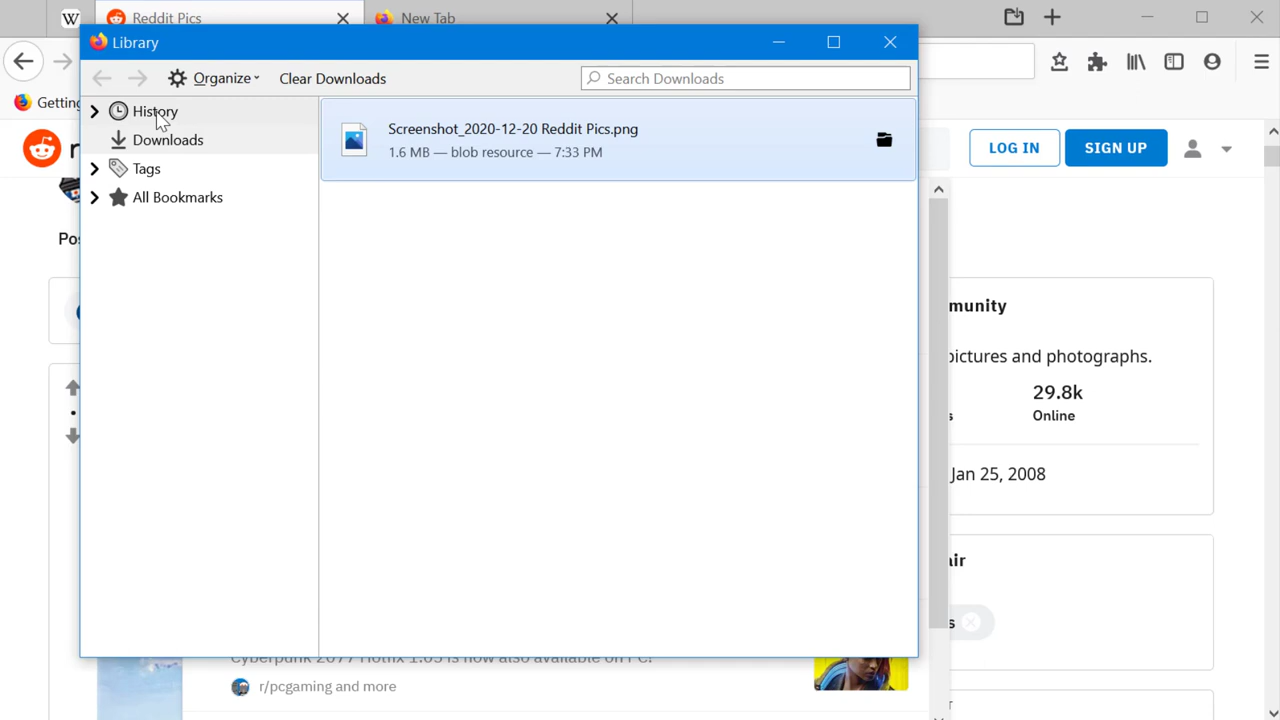 W
Reddit Pics
New Tab
Library
Organize
Clear Downloads
Search Downloads
Getting
History
Downloads
Tags
All Bookmarks
Screenshot_2020-12-20 Reddit Pics.png
1.6 MB — blob resource — 7:33 PM
LOG IN
SIGN UP
Pos
munity
pictures and photographs.
29.8k
s
Online
Jan 25, 2008
air
s
Cyberpunk 2077 Hotfix 1.05 is now also available on PC!
r/pcgaming and more
r